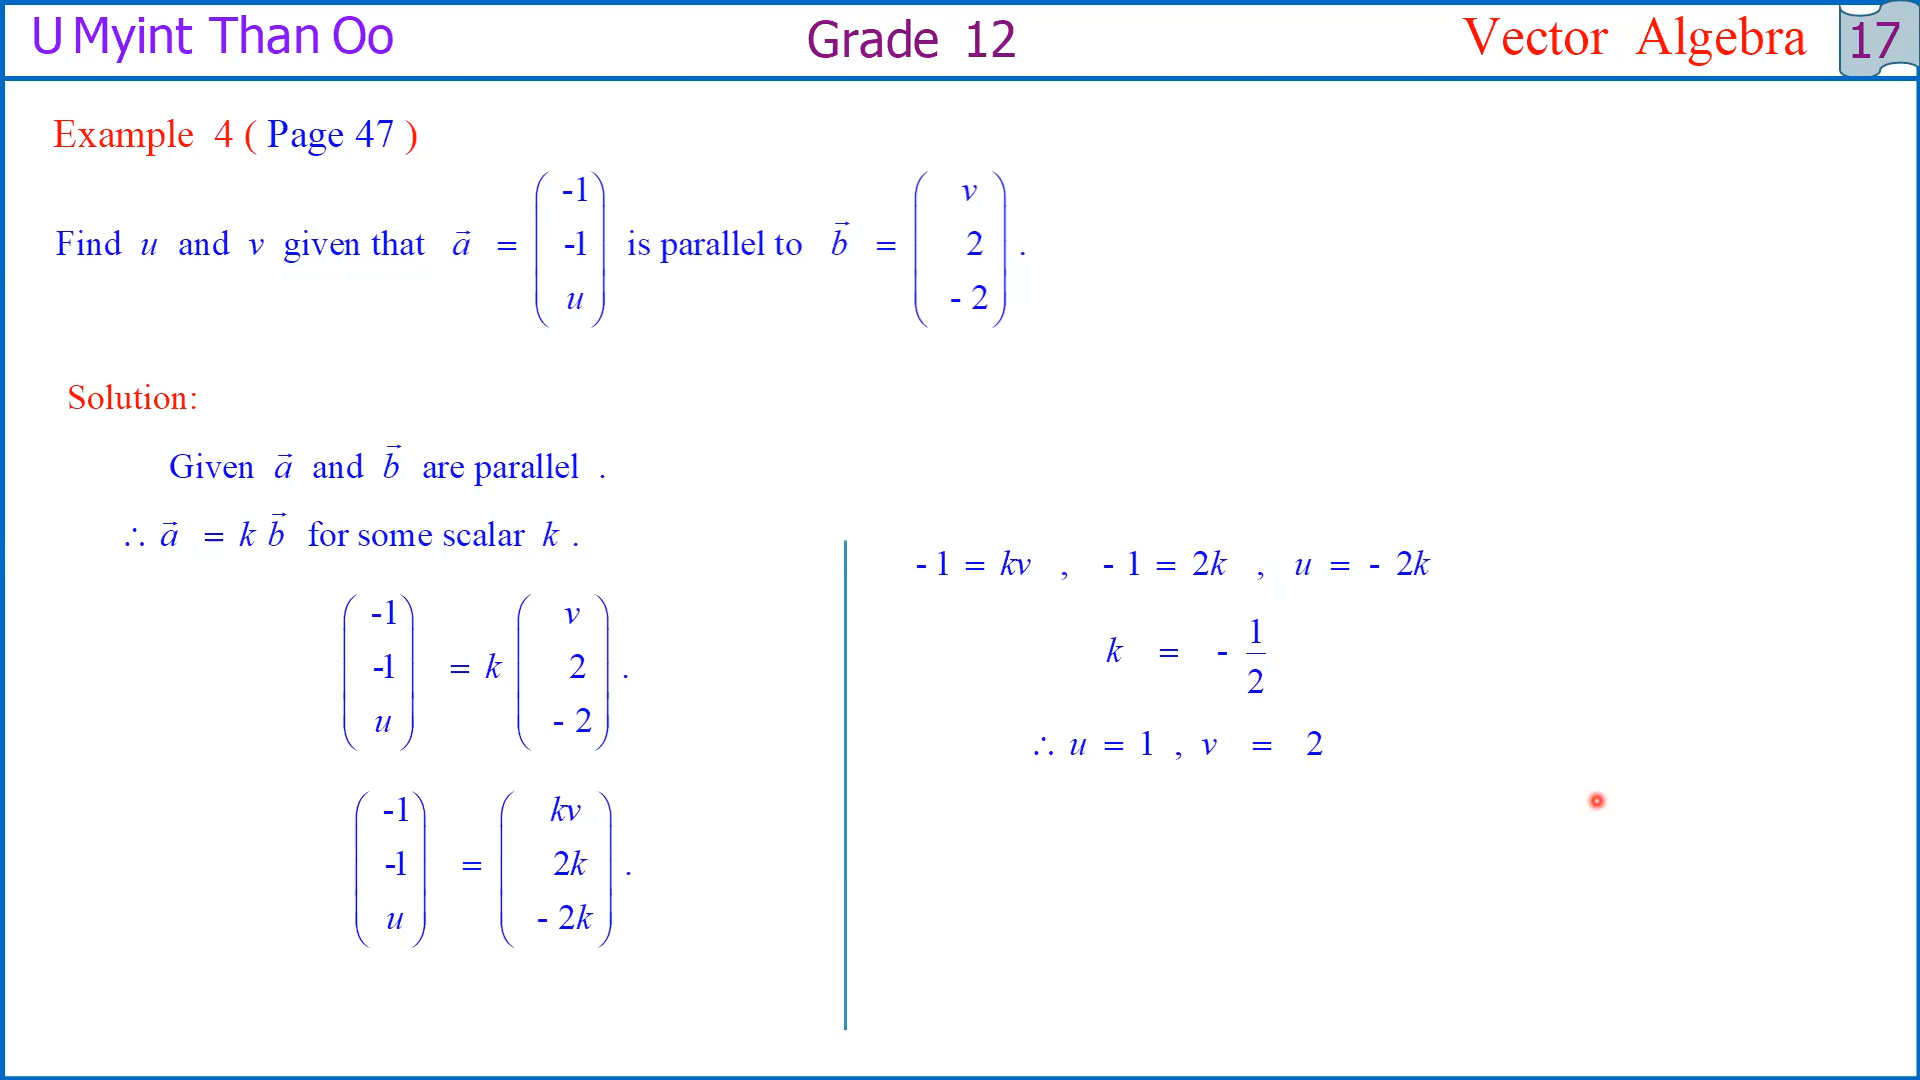 U Myint Than Oo Grade 12 Vector Algebra 17
Example 4 ( Page 47 )
Find u and v given that a⃗ = ( -1 -1 u ) is parallel to b⃗ = ( v 2 - 2 ) .
Solution:
Given a⃗ and b⃗ are parallel .
∴ a⃗ = k b⃗ for some scalar k .
( -1 -1 u ) = k ( v 2 - 2 ) .
( -1 -1 u ) = ( kv 2k - 2k ) .
- 1 = kv , - 1 = 2k , u = - 2k
k = - 1/2
∴ u = 1 , v = 2